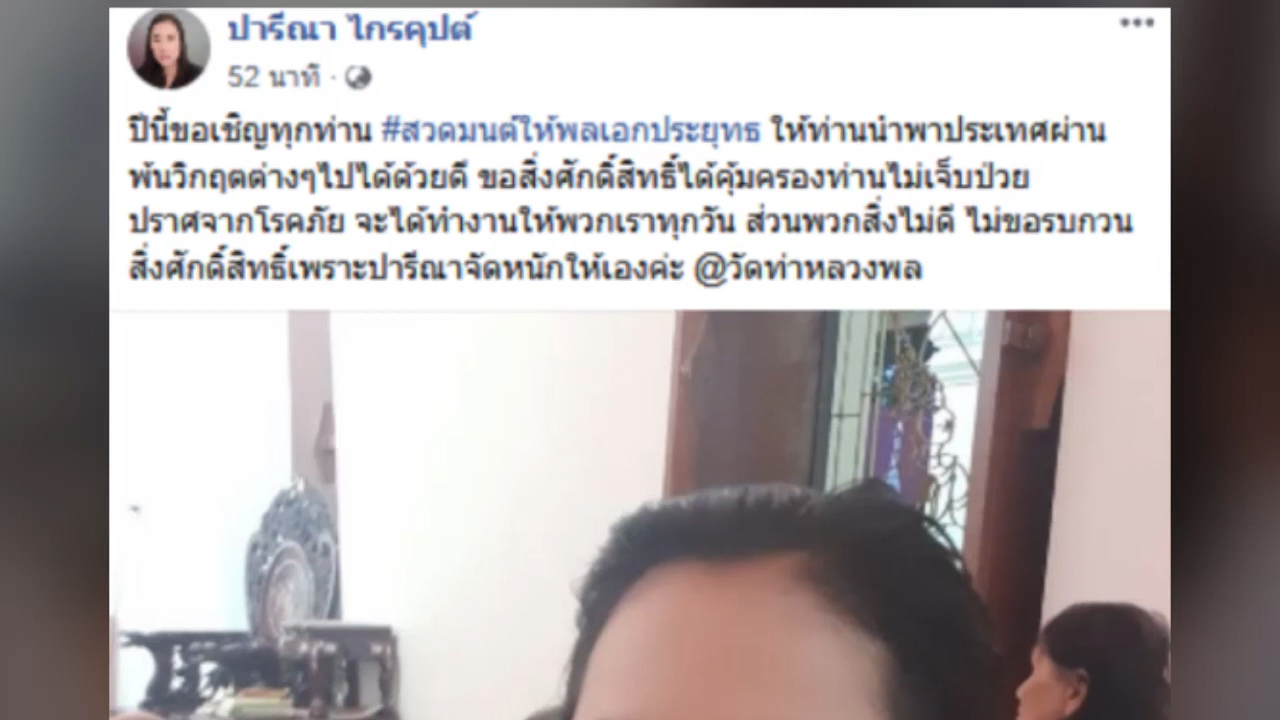 ปารีณา ไกรคุปต์
52 นาที ·
ปีนี้ขอเชิญทุกท่าน #สวดมนต์ให้พลเอกประยุทธ ให้ท่านนำพาประเทศผ่าน
พ้นวิกฤตต่างๆไปได้ด้วยดี ขอสิ่งศักดิ์สิทธิ์ได้คุ้มครองท่านไม่เจ็บป่วย
ปราศจากโรคภัย จะได้ทำงานให้พวกเราทุกวัน ส่วนพวกสิ่งไม่ดี ไม่ขอรบกวน
สิ่งศักดิ์สิทธิ์เพราะปารีณาจัดหนักให้เองค่ะ @วัดท่าหลวงพล